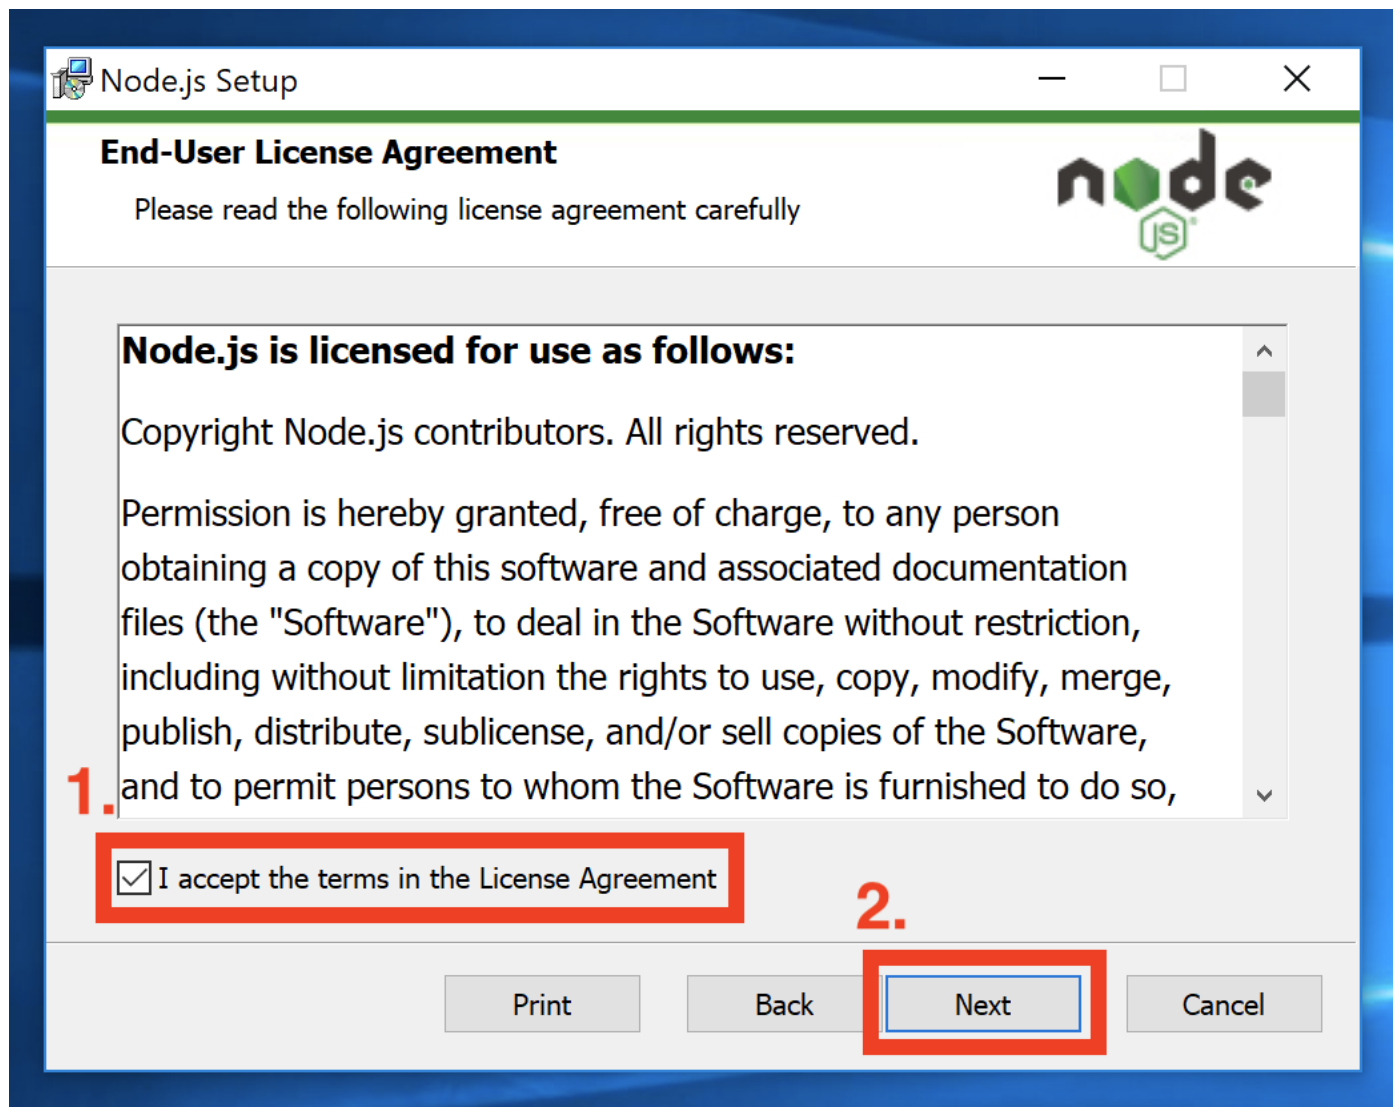 Node.js Setup
End-User License Agreement
Please read the following license agreement carefully
node
JS
Node.js is licensed for use as follows:
Copyright Node.js contributors. All rights reserved.
Permission is hereby granted, free of charge, to any person
obtaining a copy of this software and associated documentation
files (the "Software"), to deal in the Software without restriction,
including without limitation the rights to use, copy, modify, merge,
publish, distribute, sublicense, and/or sell copies of the Software,
and to permit persons to whom the Software is furnished to do so,
1.
I accept the terms in the License Agreement
2.
Print Back Next Cancel